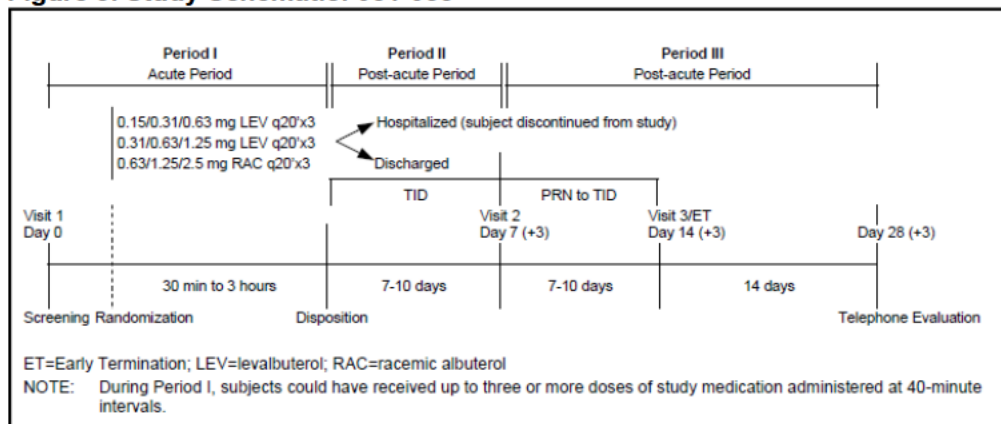 Period I Period II Period III
Acute Period Post-acute Period Post-acute Period
0.15/0.31/0.63 mg LEV q20'x3
0.31/0.63/1.25 mg LEV q20'x3
0.63/1.25/2.5 mg RAC q20'x3
Hospitalized (subject discontinued from study)
Discharged
TID PRN to TID
Visit 1
Day 0
Visit 2
Day 7 (+3)
Visit 3/ET
Day 14 (+3)
Day 28 (+3)
30 min to 3 hours 7-10 days 7-10 days 14 days
Screening Randomization Disposition Telephone Evaluation
ET=Early Termination; LEV=levalbuterol; RAC=racemic albuterol
NOTE: During Period I, subjects could have received up to three or more doses of study medication administered at 40-minute
intervals.